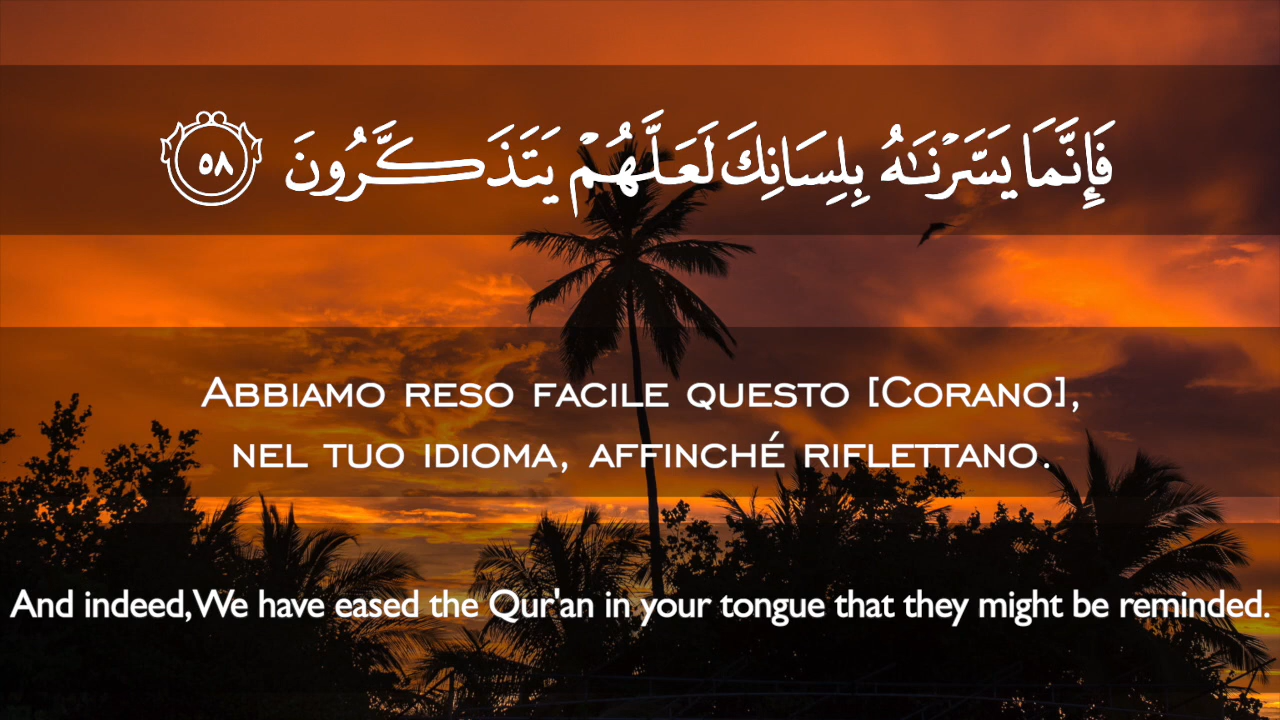 فَإِنَّمَا يَسَّرْنَـٰهُ بِلِسَانِكَ لَعَلَّهُمْ يَتَذَكَّرُونَ ٥٨
Abbiamo reso facile questo [Corano],
nel tuo idioma, affinché riflettano.
And indeed, We have eased the Qur'an in your tongue that they might be reminded.